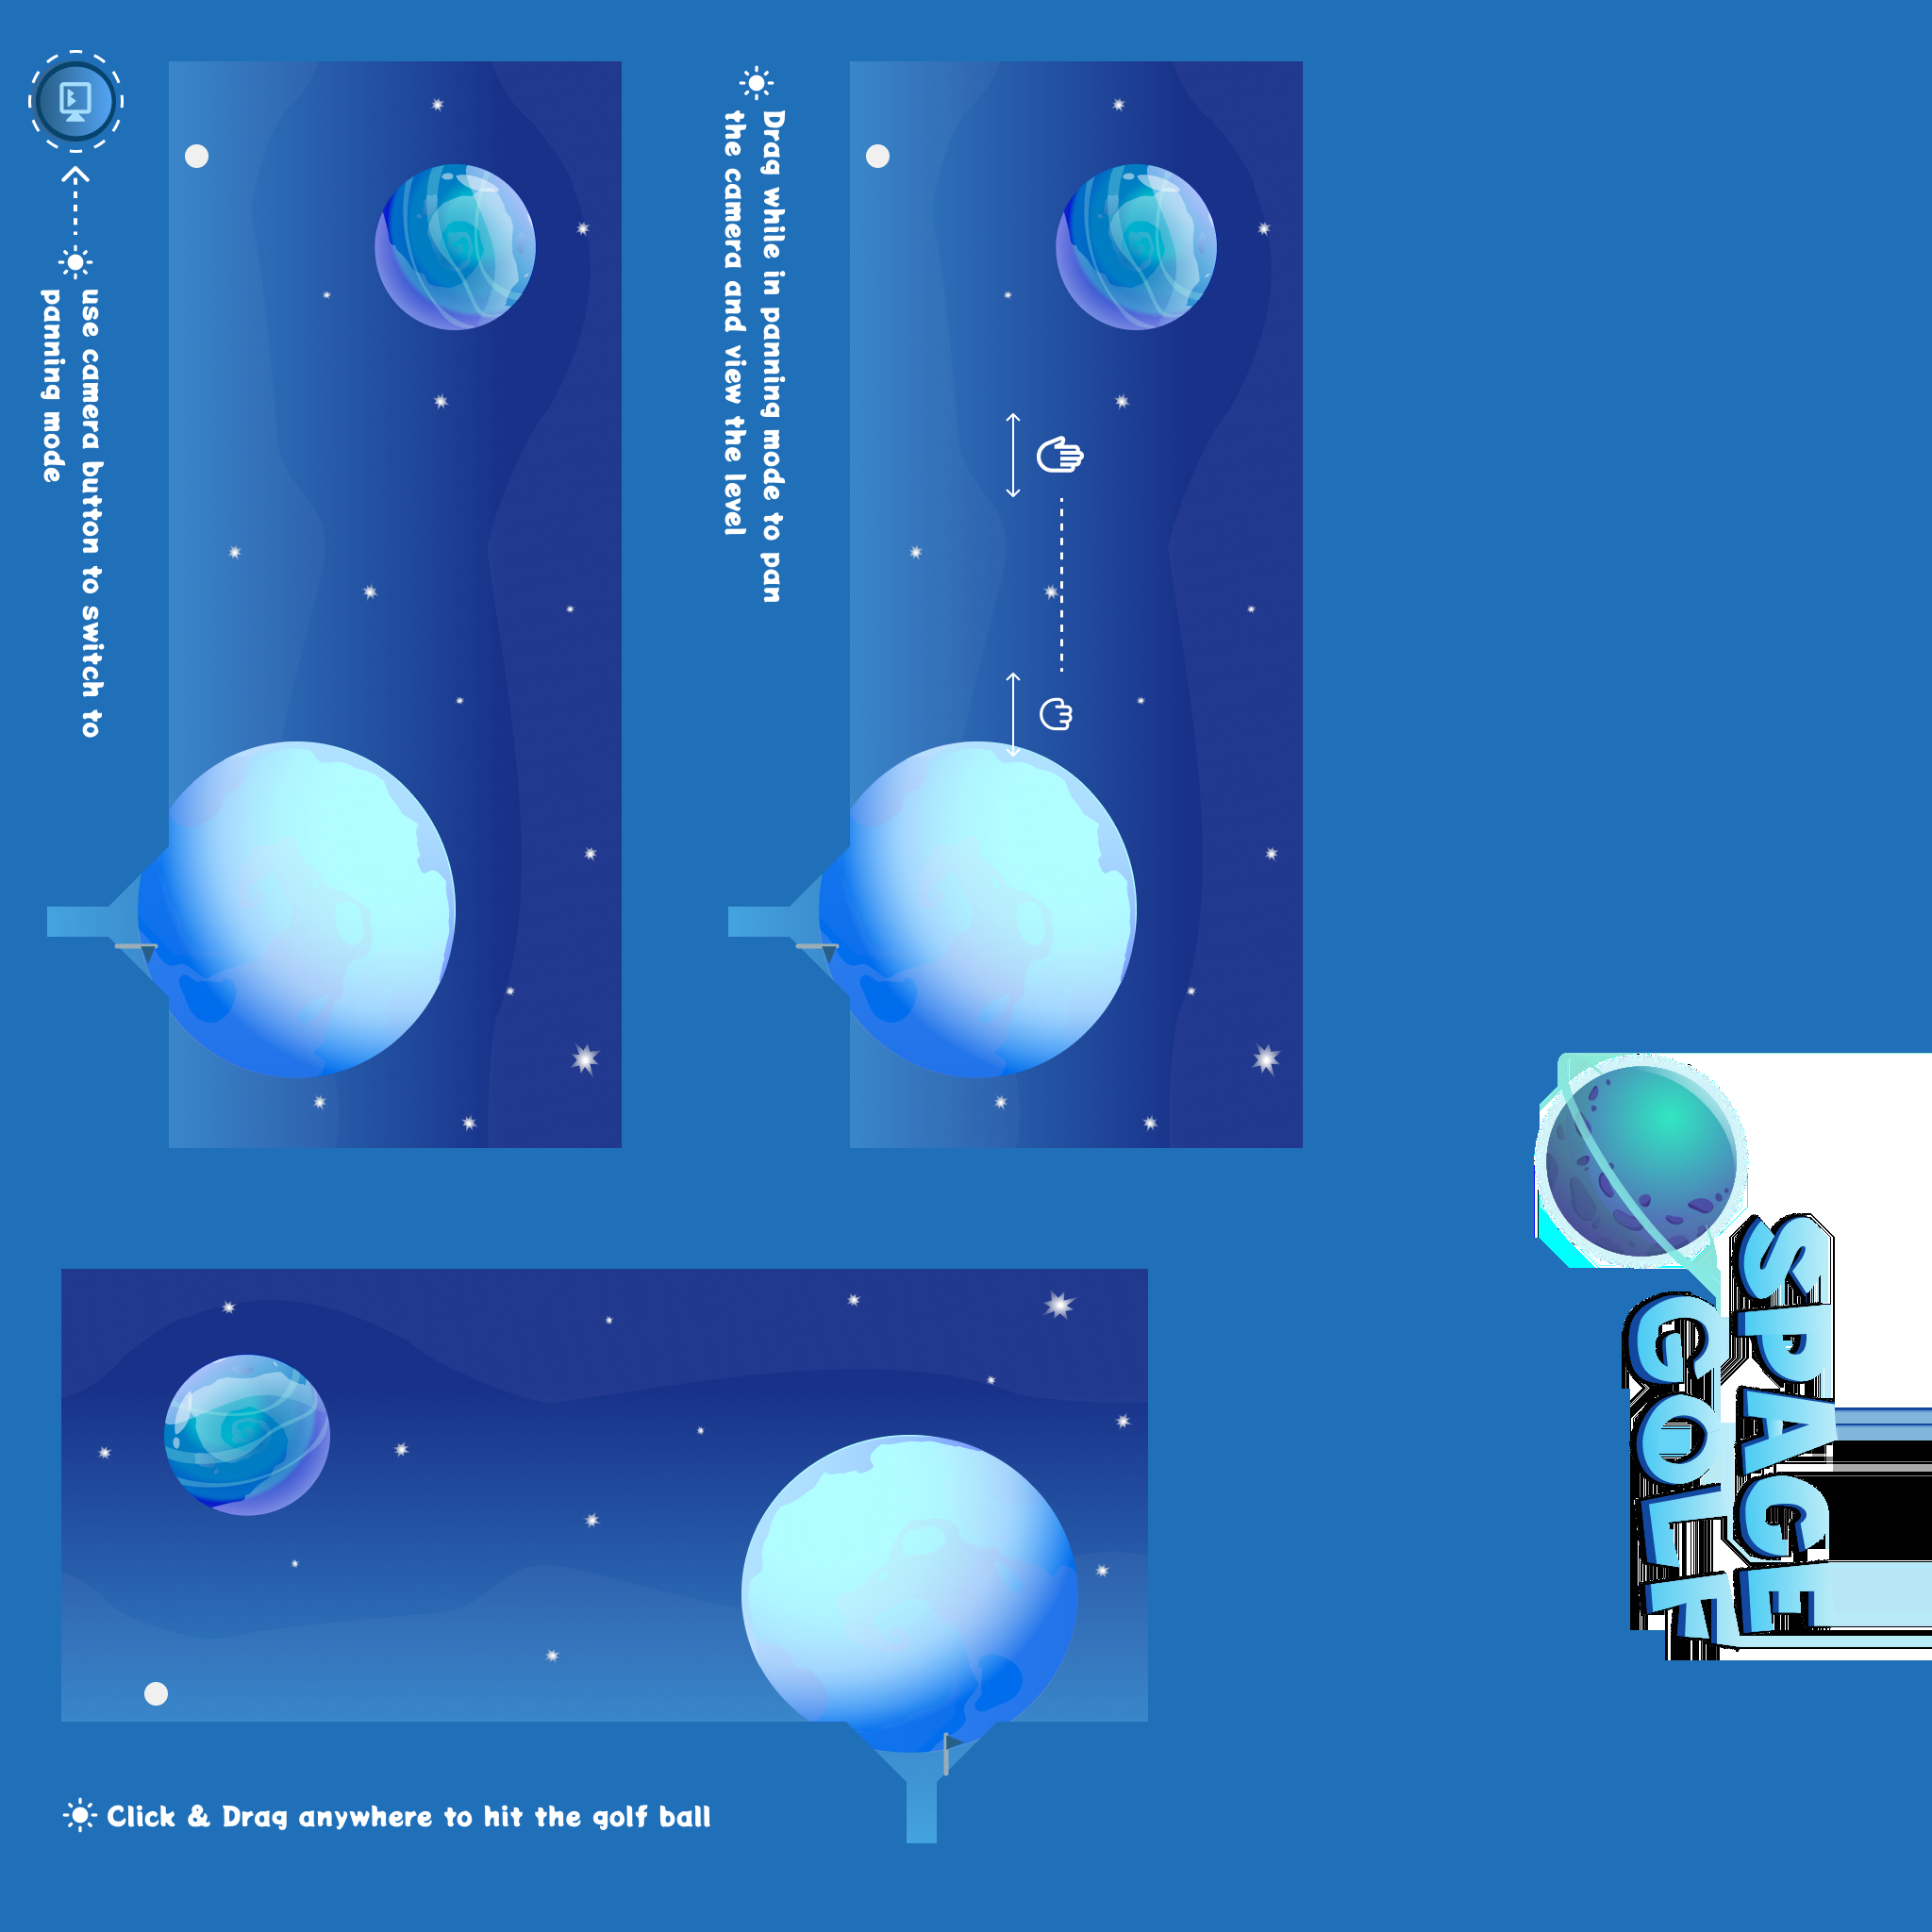 use camera button to switch to
panning mode
Drag while in panning mode to pan
the camera and view the level
Click & Drag anywhere to hit the golf ball
SPACE
GOLF